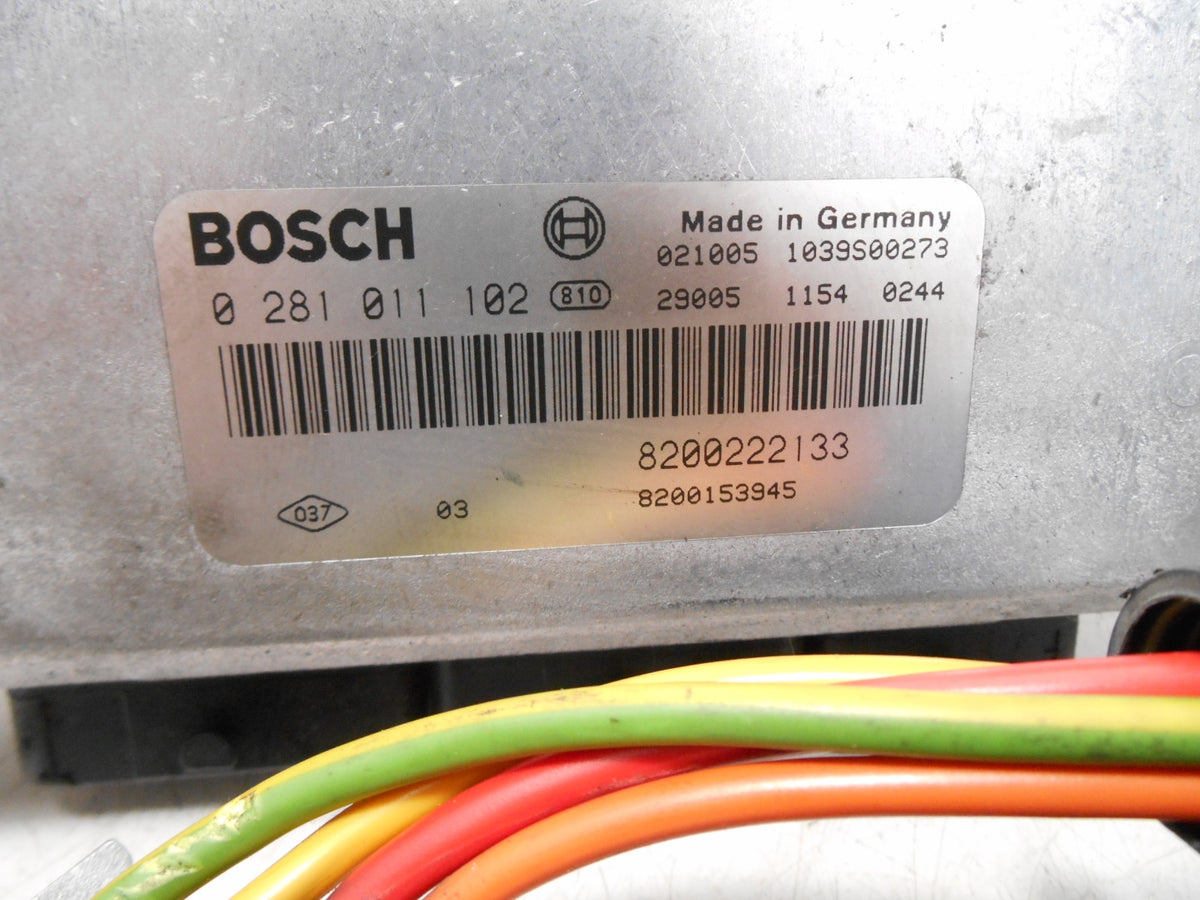 BOSCH
Made in Germany
021005 1039S00273
0 281 011 102 810
29005 1154 0244
8200222133
037 03 8200153945